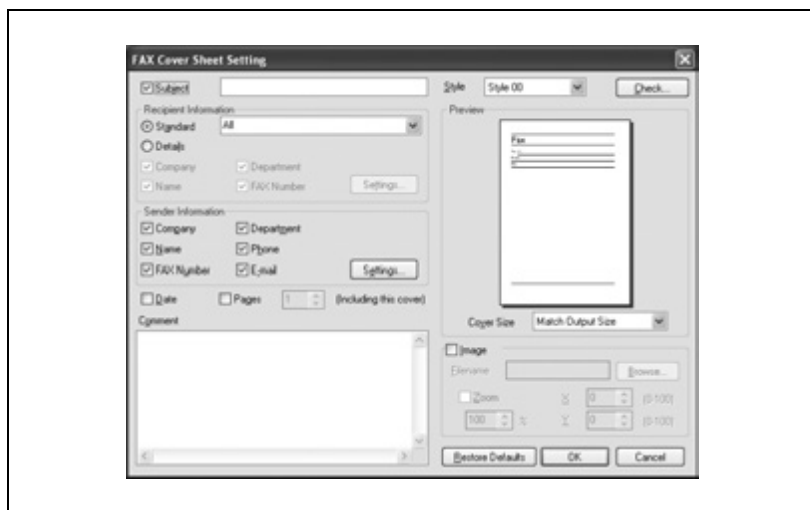 FAX Cover Sheet Setting
Subject
Style
Style 00
Check...
Recipient Information
Standard
All
Details
Company
Department
Name
FAX Number
Settings...
Sender Information
Company
Department
Name
Phone
FAX Number
E-mail
Settings...
Date
Pages
1
(Including this cover)
Comment
Preview
Fax
Cover Size
Match Output Size
Image
Filename
Browse...
Zoom
X
0
(0-100)
100
%
Y
0
(0-100)
Restore Defaults
OK
Cancel